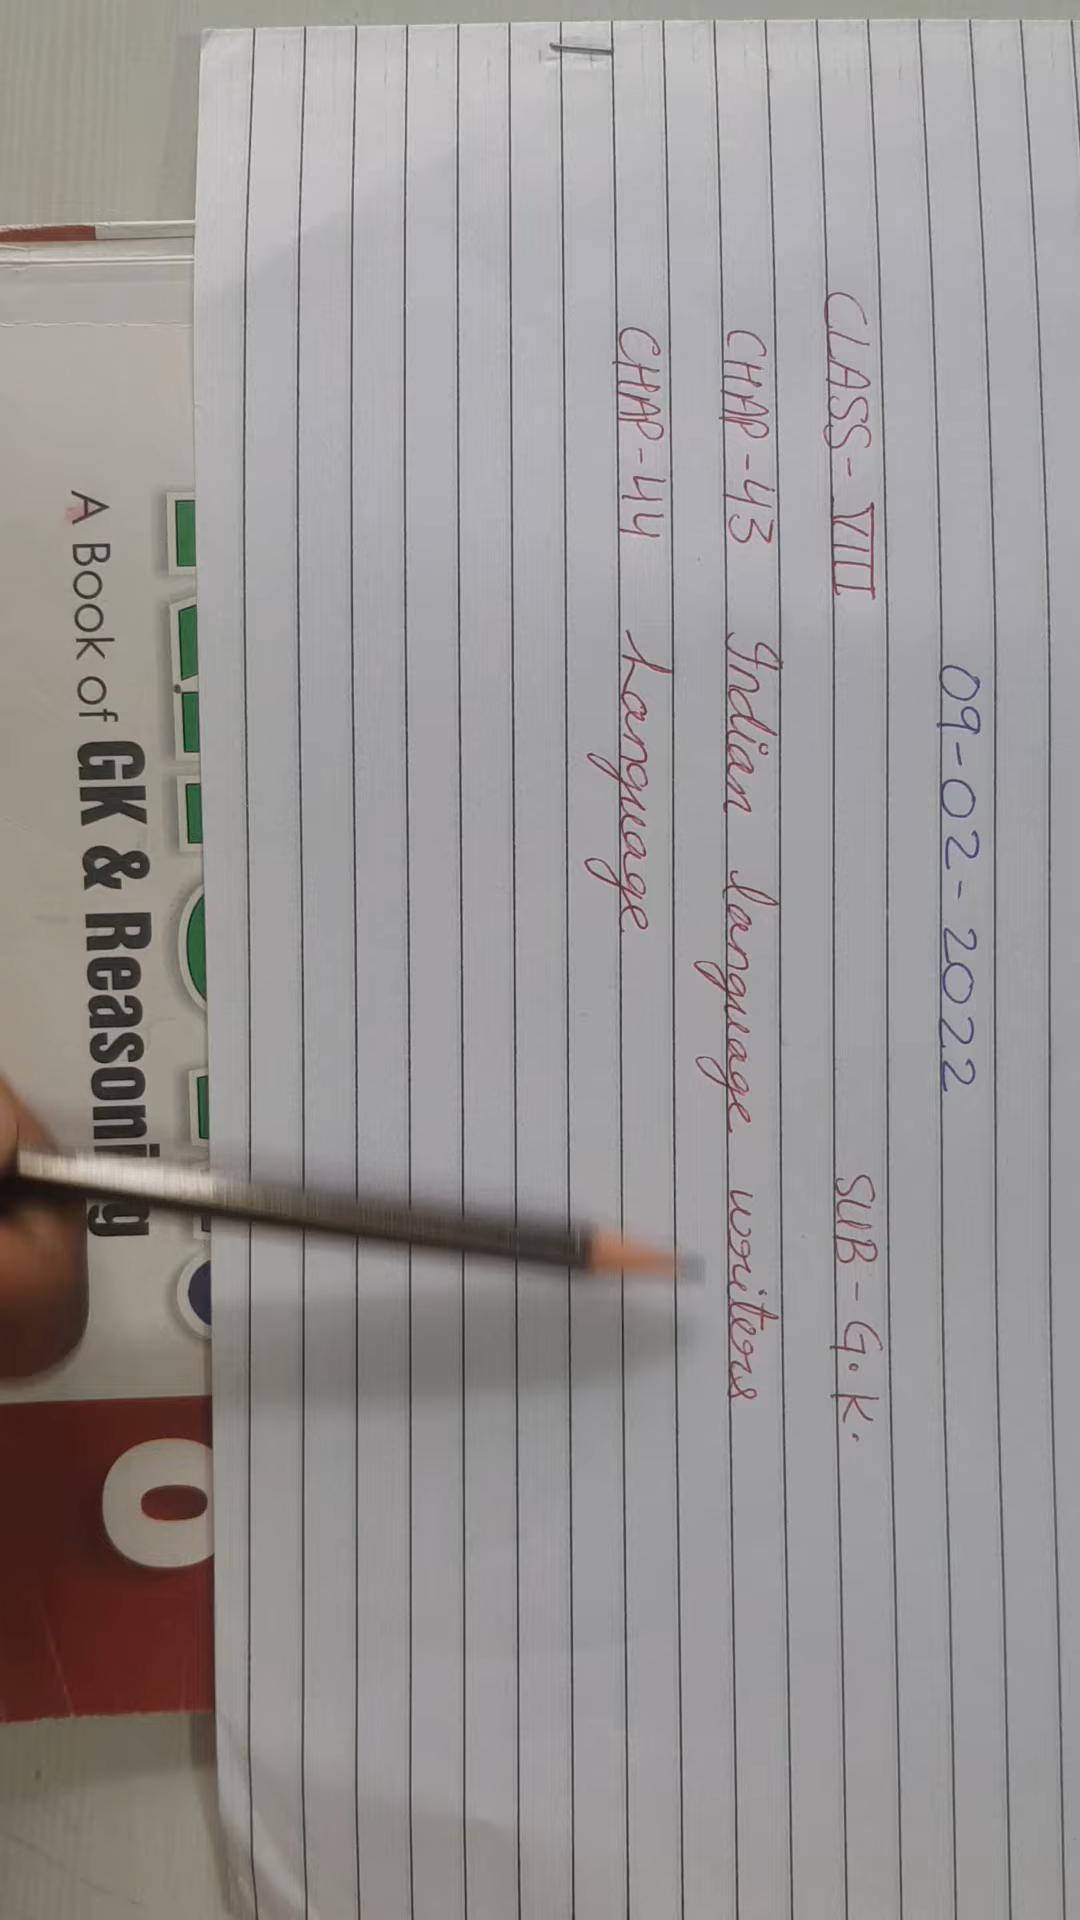 09-02-2022
CLASS-VIII SUB-G.K.
CHAP-43 Indian language writers
CHAP-44 Language
A Book of GK & Reasoning